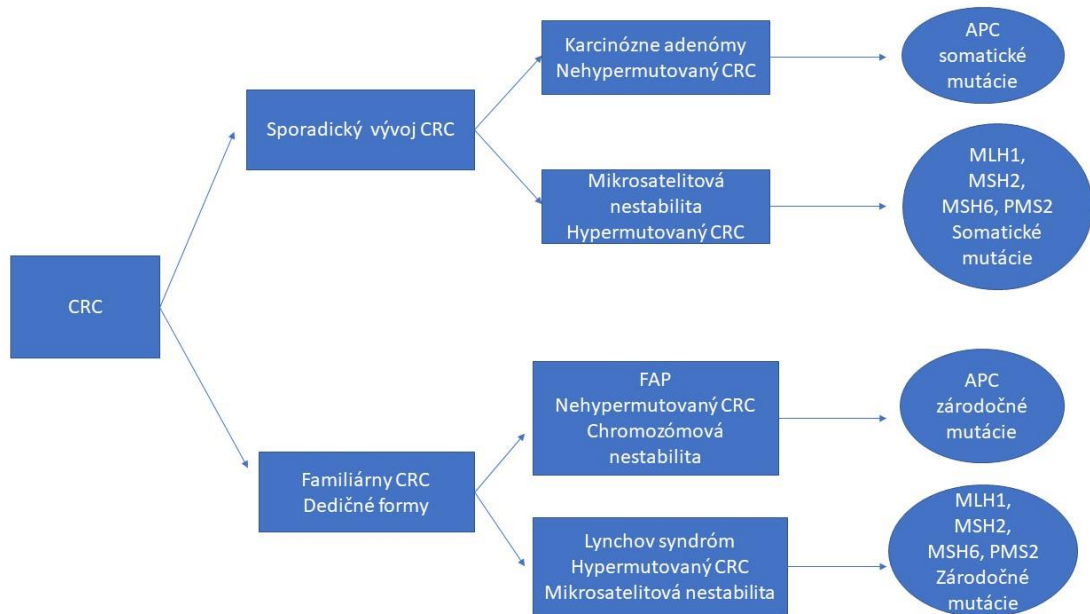 CRC
Sporadický vývoj CRC
Karcinózne adenómy
Nehypermutovaný CRC
APC
somatické
mutácie
Mikrosatelitová
nestabilita
Hypermutovaný CRC
MLH1,
MSH2,
MSH6, PMS2
Somatické
mutácie
Familiárny CRC
Dedičné formy
FAP
Nehypermutovaný CRC
Chromozómová
nestabilita
APC
zárodočné
mutácie
Lynchov syndróm
Hypermutovaný CRC
Mikrosatelitová nestabilita
MLH1,
MSH2,
MSH6, PMS2
Zárodočné
mutácie